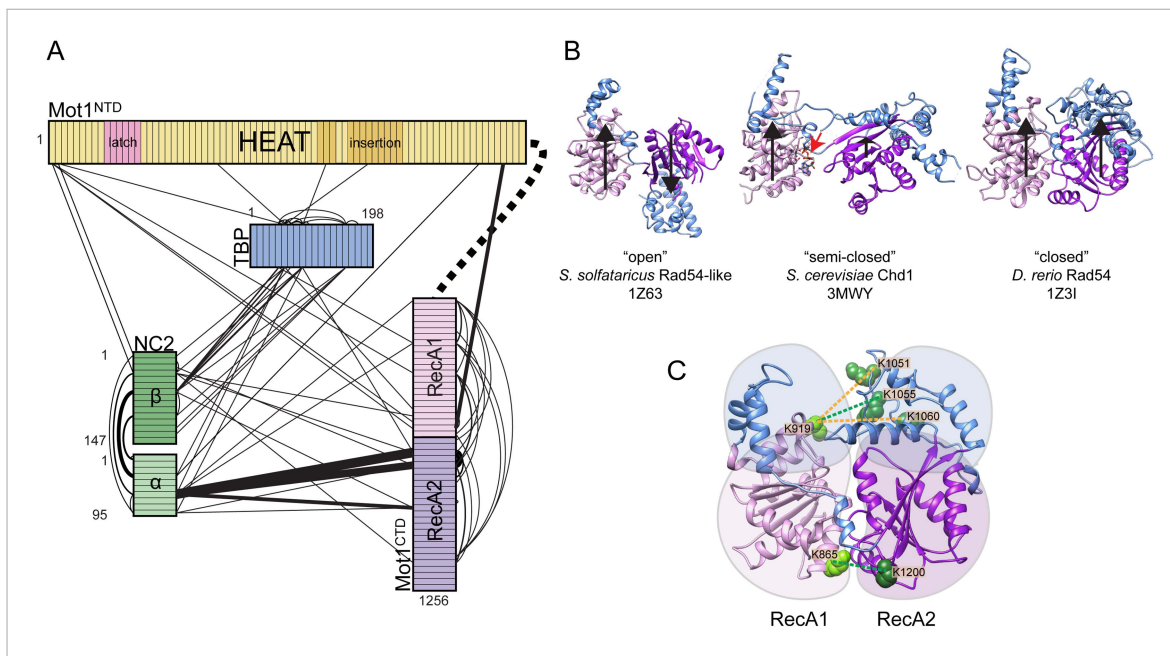 A
Mot1NTD
1
latch
HEAT
insertion
1
198
TBP
NC2
1
β
147
1
α
95
RecA1
RecA2
Mot1CTD
1256
B
"open"
S. solfataricus Rad54-like
1Z63
"semi-closed"
S. cerevisiae Chd1
3MWY
"closed"
D. rerio Rad54
1Z3I
C
K1051
K1055
K1060
K919
K865
K1200
RecA1
RecA2